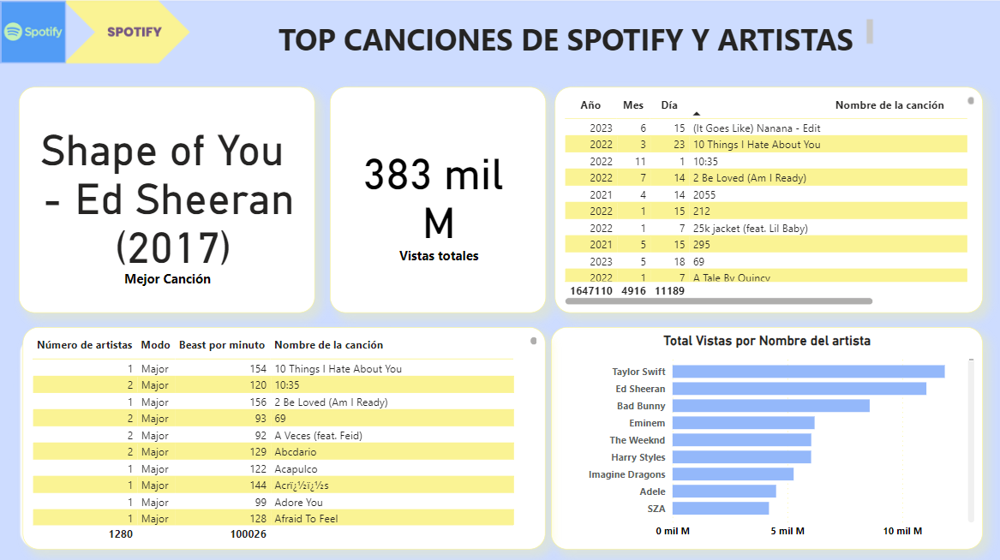 Spotify
SPOTIFY
TOP CANCIONES DE SPOTIFY Y ARTISTAS
Shape of You
- Ed Sheeran
(2017)
Mejor Canción
383 mil
M
Vistas totales
Año Mes Día Nombre de la canción
2023 6 15 (It Goes Like) Nanana - Edit
2022 3 23 10 Things I Hate About You
2022 11 1 10:35
2022 7 14 2 Be Loved (Am I Ready)
2021 4 14 2055
2022 1 15 212
2022 1 7 25k jacket (feat. Lil Baby)
2021 5 15 295
2023 5 18 69
2022 1 7 A Tale By Quincy
1647110 4916 11189
Número de artistas Modo Beast por minuto Nombre de la canción
1 Major 154 10 Things I Hate About You
2 Major 120 10:35
1 Major 156 2 Be Loved (Am I Ready)
2 Major 93 69
2 Major 92 A Veces (feat. Feid)
2 Major 129 Abcdario
1 Major 122 Acapulco
1 Major 144 Acrï¿½ï¿½s
1 Major 99 Adore You
1 Major 128 Afraid To Feel
1280 100026
Total Vistas por Nombre del artista
Taylor Swift
Ed Sheeran
Bad Bunny
Eminem
The Weeknd
Harry Styles
Imagine Dragons
Adele
SZA
0 mil M 5 mil M 10 mil M